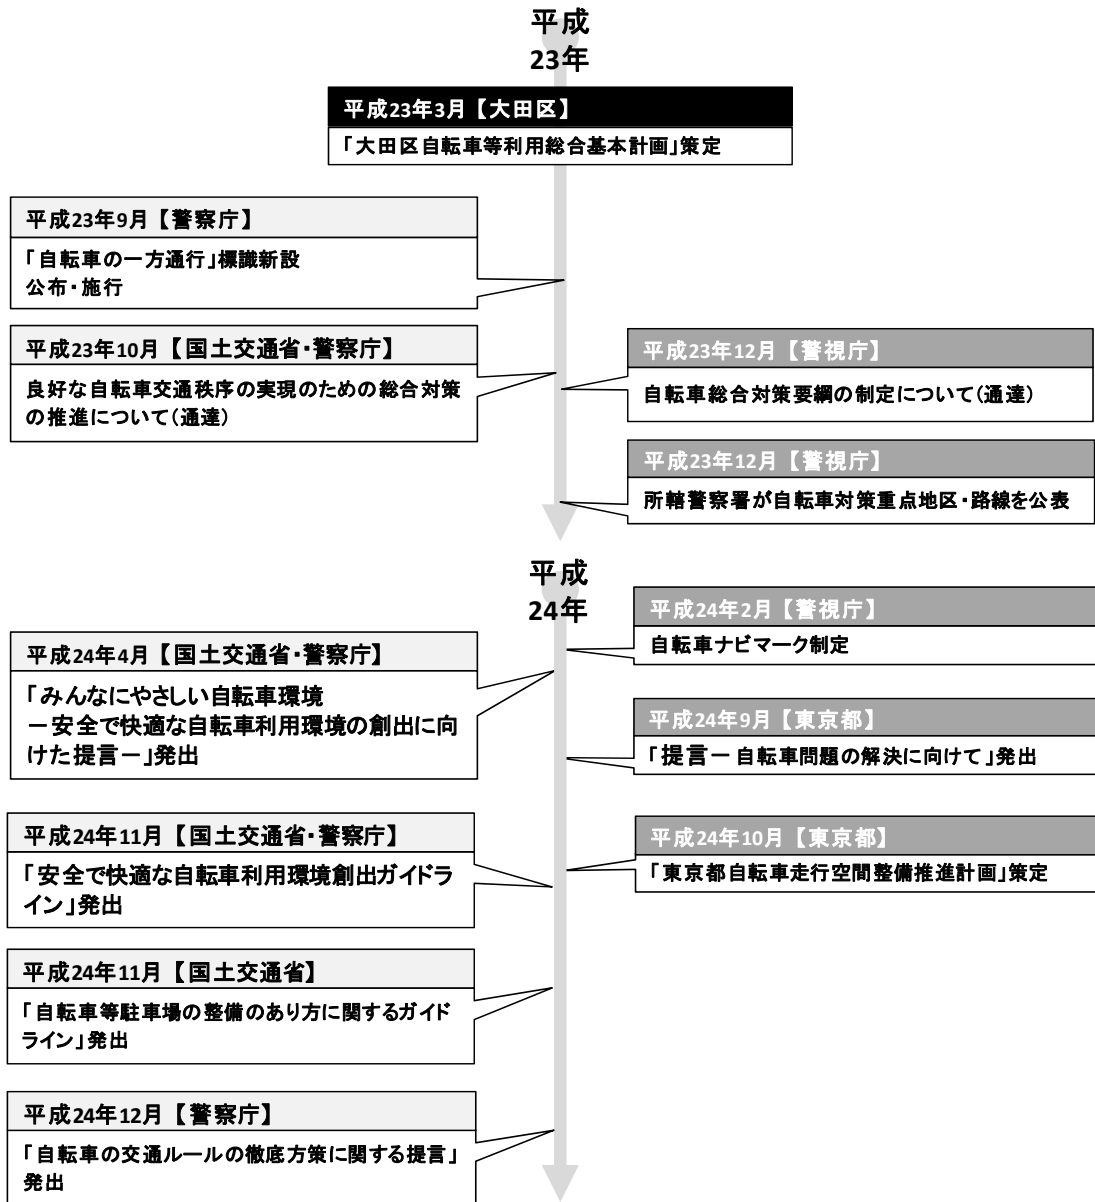 平成
23年
平成23年3月【大田区】
「大田区自転車等利用総合基本計画」策定
平成23年9月【警察庁】
「自転車の一方通行」標識新設
公布・施行
平成23年10月【国土交通省・警察庁】
良好な自転車交通秩序の実現のための総合対策
の推進について(通達)
平成23年12月【警視庁】
自転車総合対策要綱の制定について(通達)
平成23年12月【警視庁】
所轄警察署が自転車対策重点地区・路線を公表
平成
24年
平成24年2月【警視庁】
自転車ナビマーク制定
平成24年4月【国土交通省・警察庁】
「みんなにやさしい自転車環境
－安全で快適な自転車利用環境の創出に向
けた提言－」発出
平成24年9月【東京都】
「提言－自転車問題の解決に向けて」発出
平成24年10月【東京都】
「東京都自転車走行空間整備推進計画」策定
平成24年11月【国土交通省・警察庁】
「安全で快適な自転車利用環境創出ガイドラ
イン」発出
平成24年11月【国土交通省】
「自転車等駐車場の整備のあり方に関するガイド
ライン」発出
平成24年12月【警察庁】
「自転車の交通ルールの徹底方策に関する提言」
発出